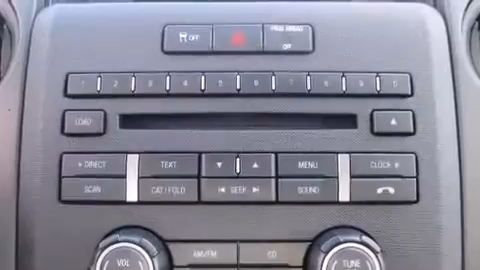 OFF
PASS AIRBAG
OFF
1 2 3 4 5 6 7 8 9 0
LOAD
DIRECT TEXT MENU CLOCK
SCAN CAT / FOLD SEEK SOUND
VOL AM/FM CD TUNE